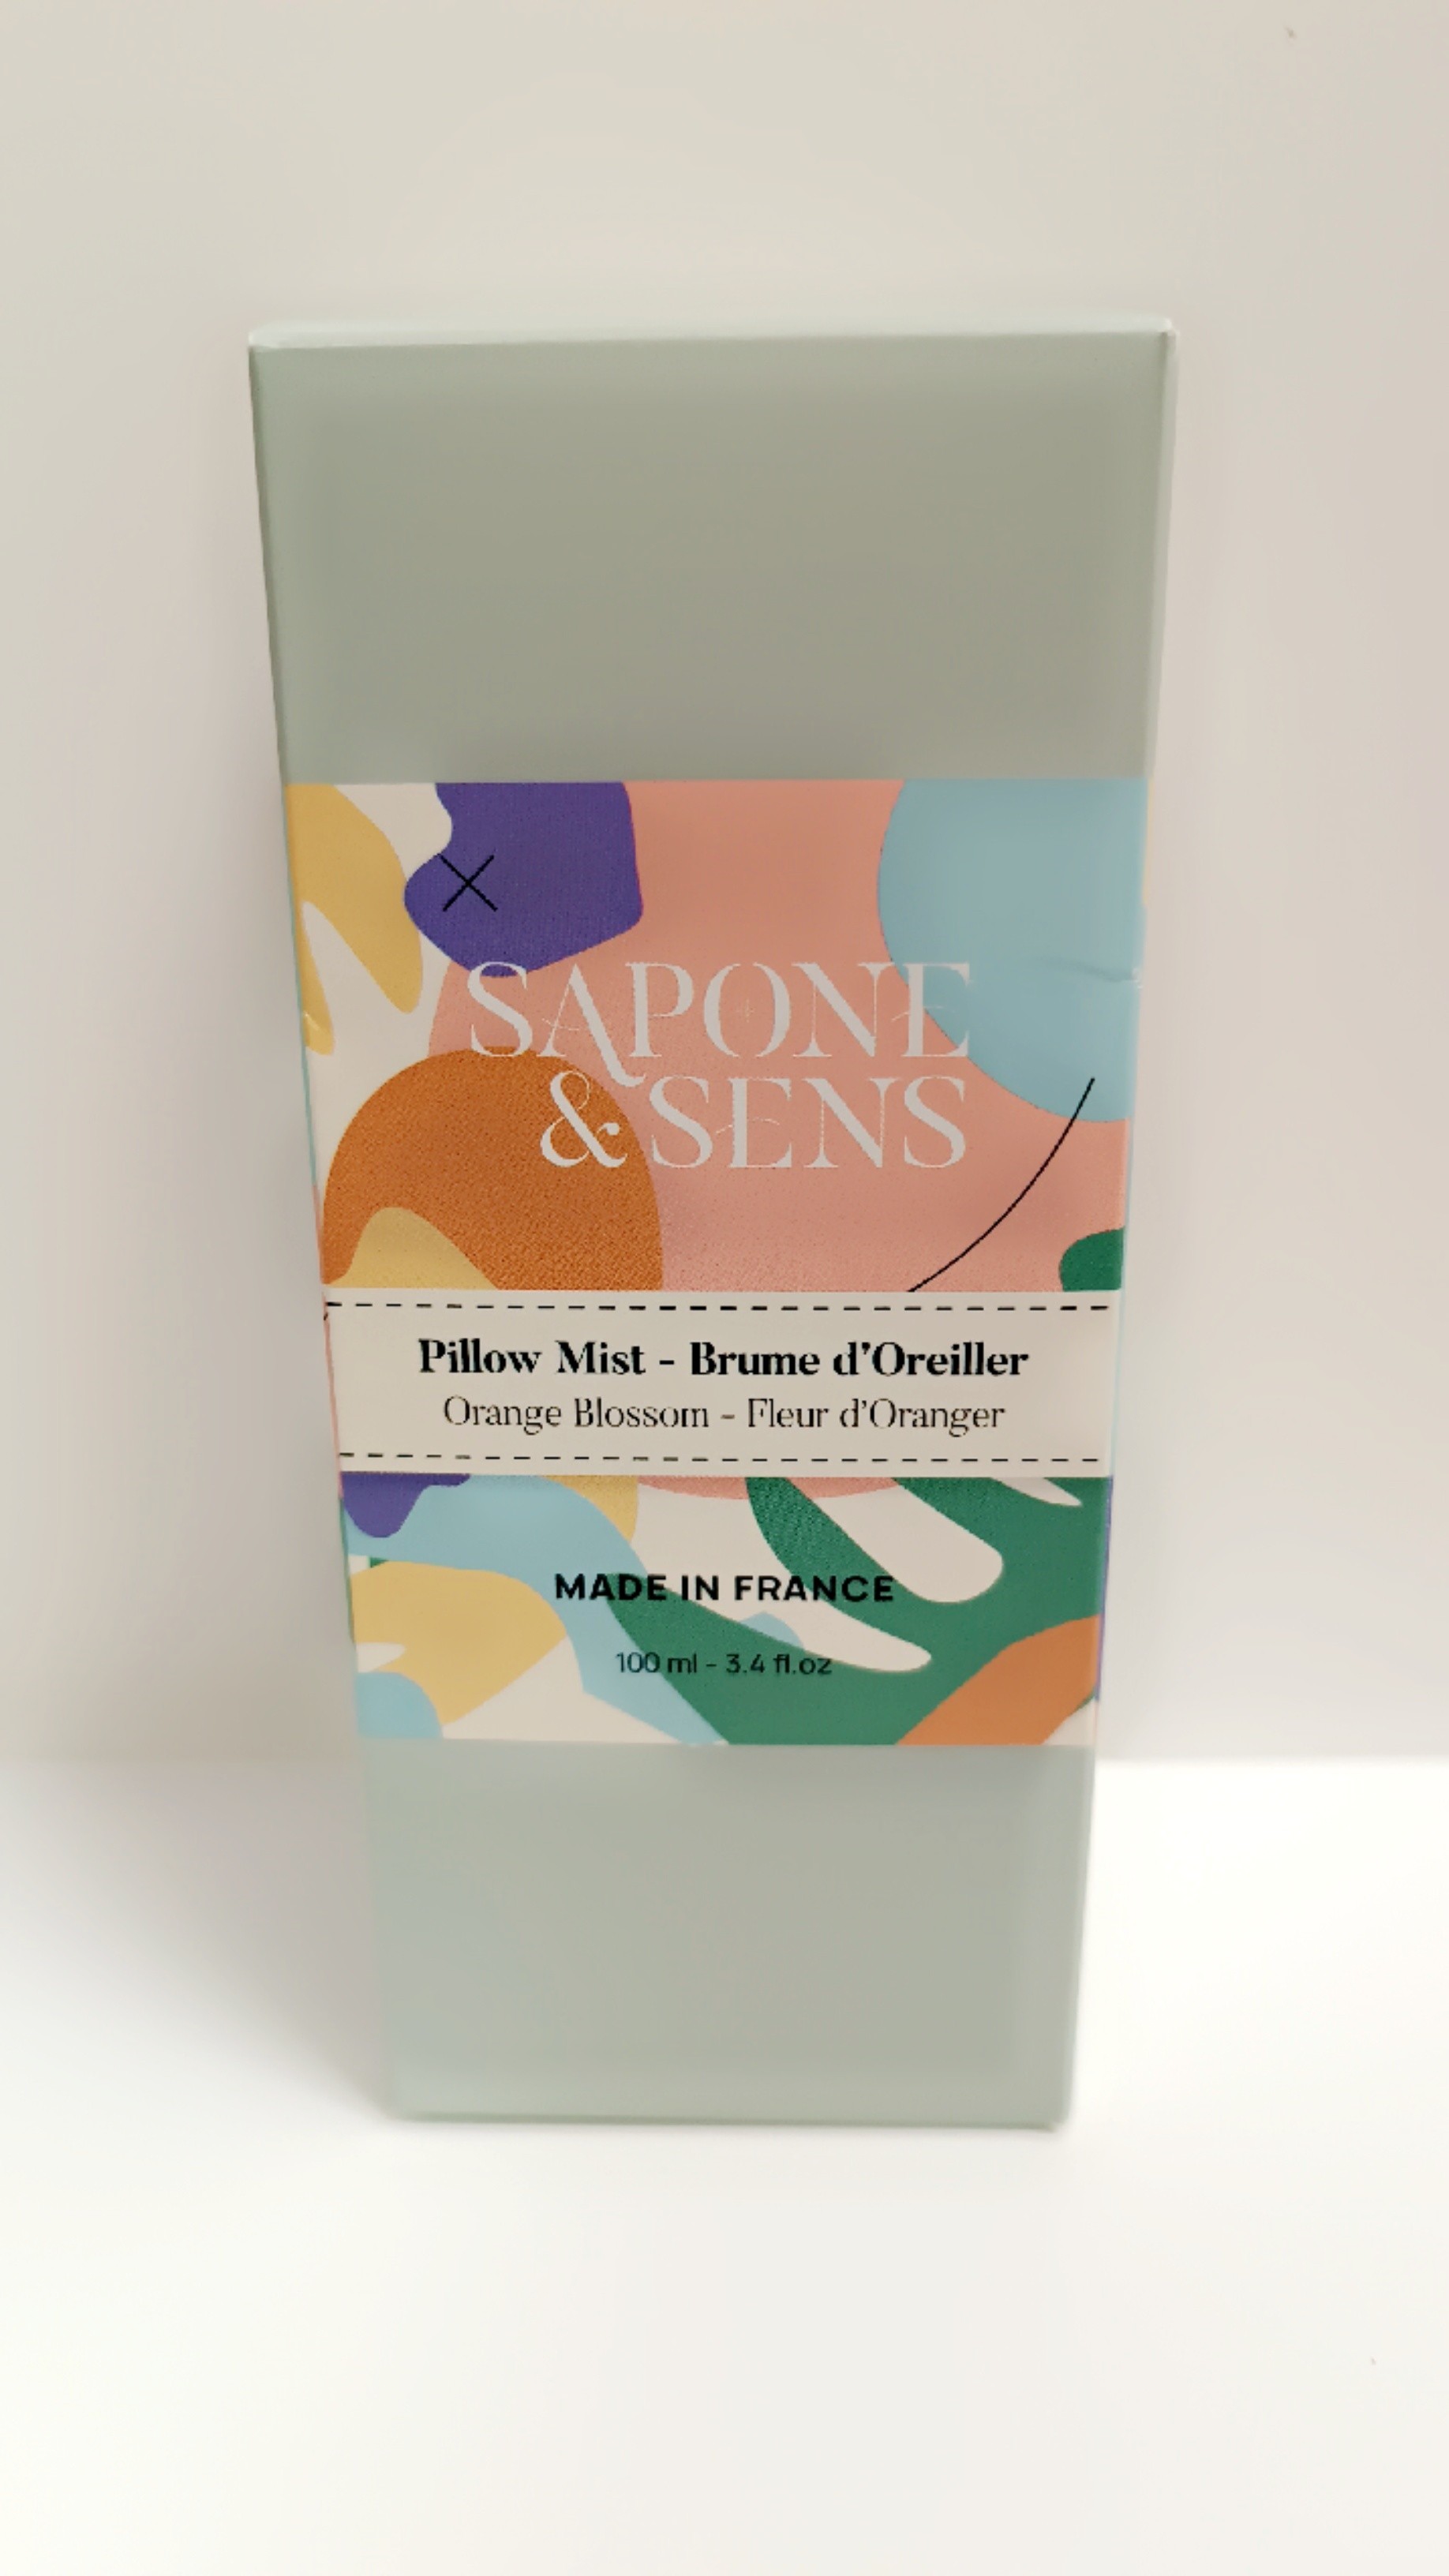 SAPONE
& SENS
Pillow Mist - Brume d'Oreiller
Orange Blossom - Fleur d'Oranger
MADE IN FRANCE
100 ml - 3.4 fl.oz